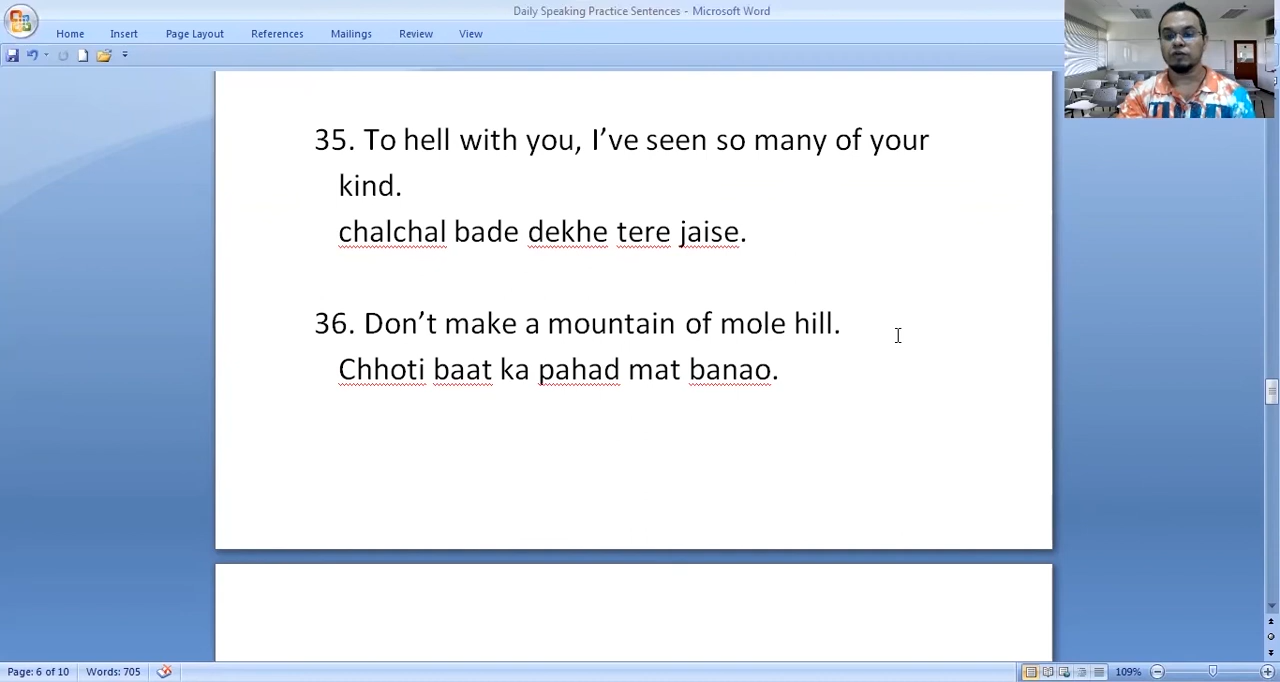 Daily Speaking Practice Sentences - Microsoft Word
Home Insert Page Layout References Mailings Review View
35. To hell with you, I’ve seen so many of your
kind.
chalchal bade dekhe tere jaise.
36. Don’t make a mountain of mole hill.
Chhoti baat ka pahad mat banao.
Page: 6 of 10 Words: 705 109%